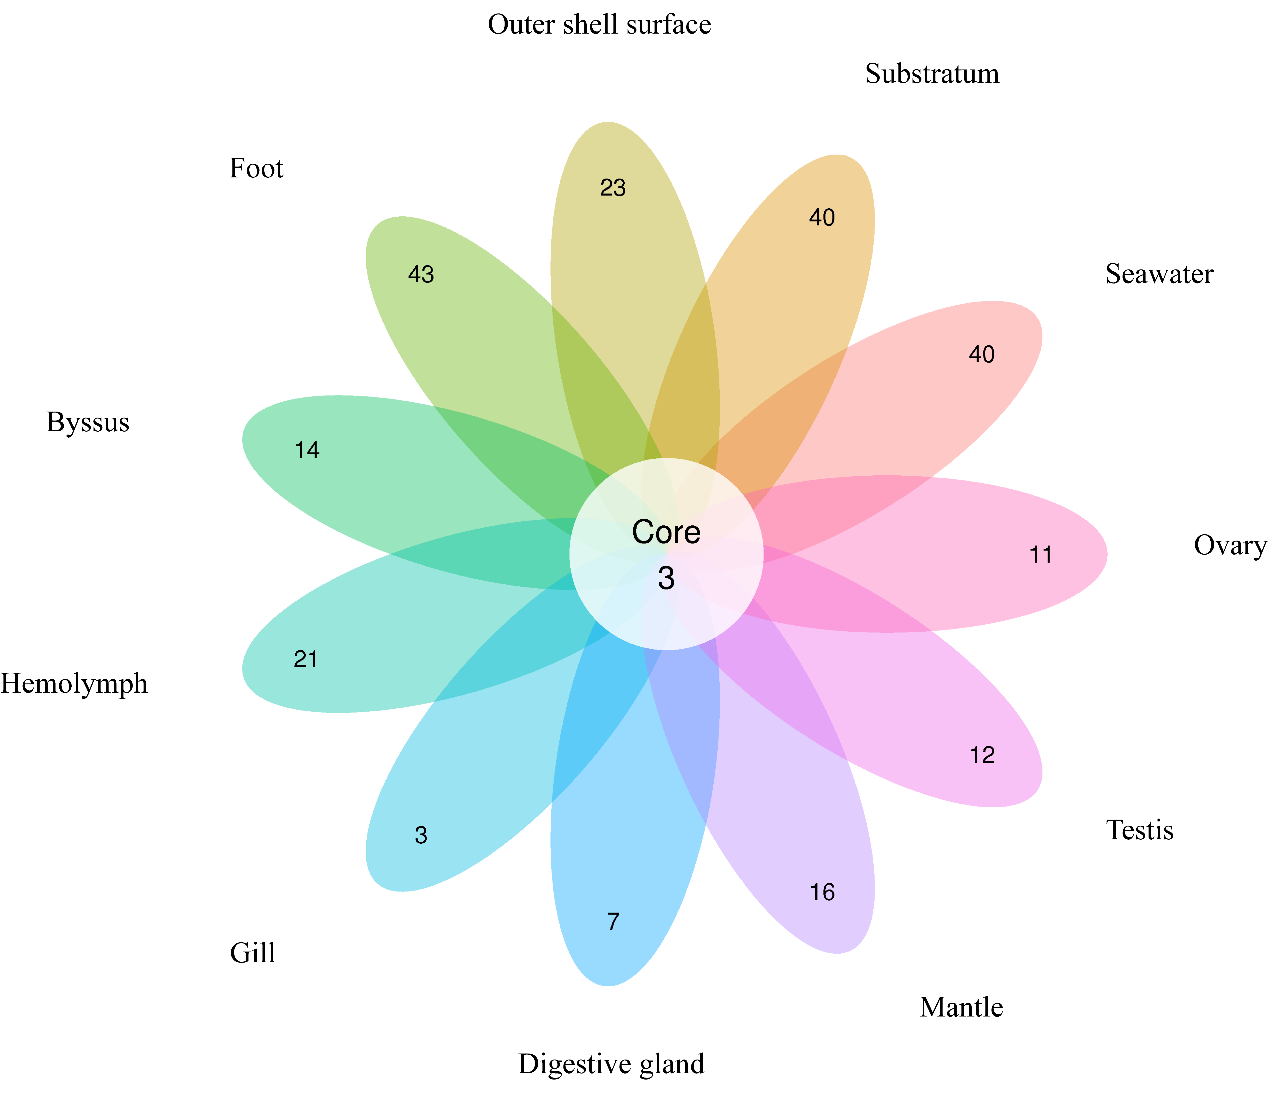 Outer shell surface
Substratum
Foot
23
40
43
Seawater
40
Byssus
14
Core
3
Ovary
11
Hemolymph
21
12
Testis
3
16
7
Gill
Mantle
Digestive gland